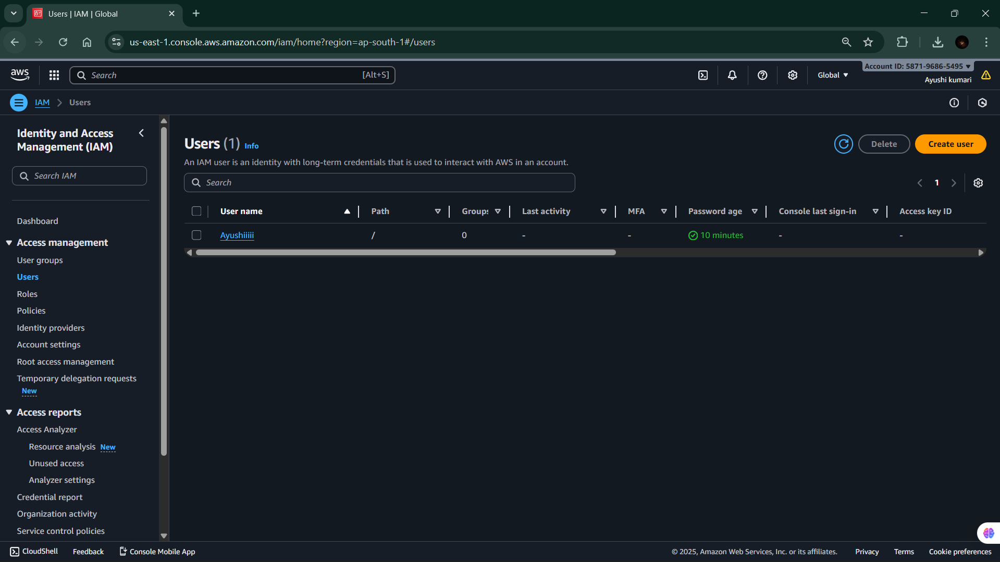 Users | IAM | Global
us-east-1.console.aws.amazon.com/iam/home?region=ap-south-1#/users
aws
Search
[Alt+S]
Global
Account ID: 5871-9686-5495
Ayushi kumari
IAM
Users
Identity and Access
Management (IAM)
Search IAM
Dashboard
Access management
User groups
Users
Roles
Policies
Identity providers
Account settings
Root access management
Temporary delegation requests
New
Access reports
Access Analyzer
Resource analysis New
Unused access
Analyzer settings
Credential report
Organization activity
Service control policies
Users (1) Info
Delete
Create user
An IAM user is an identity with long-term credentials that is used to interact with AWS in an account.
Search
1
User name
Path
Groups
Last activity
MFA
Password age
Console last sign-in
Access key ID
Ayushiiiii
/
0
-
-
10 minutes
-
-
CloudShell
Feedback
Console Mobile App
© 2025, Amazon Web Services, Inc. or its affiliates.
Privacy
Terms
Cookie preferences